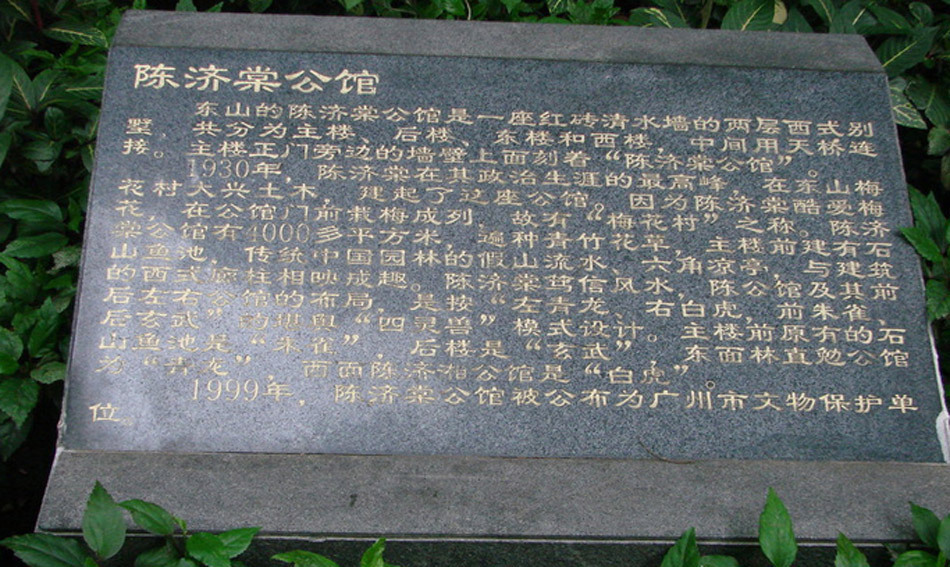 陈济棠公馆
东山的陈济棠公馆是一座红砖清水墙的两层西式别
墅，共分为主楼、后楼、东楼和西楼，中间用天桥连
接。主楼正门旁边的墙壁上面刻着“陈济棠公馆”。
1930年，陈济棠在其政治生涯的最高峰，在东山梅
花村大兴土木，建起了这座公馆。因为陈济棠酷爱梅
花，在公馆门前栽梅成列，故有“梅花村”之称。陈济
棠公馆有4000多平方米，遍种青竹花草，主楼前建有石
山鱼池，传统中国园林的假山流水、六角凉亭，与建筑
的西式廊柱相映成趣。陈济棠笃信风水，陈公馆及其前
后左右公馆的布局，是按“左青龙、右白虎，前朱雀，
后玄武”的堪舆“四灵兽”模式设计。主楼前原有的石
山鱼池是“朱雀”，后楼是“玄武”，东面林直勉公馆
为“青龙”，西面陈济湘公馆是“白虎”。
1999年，陈济棠公馆被公布为广州市文物保护单
位。